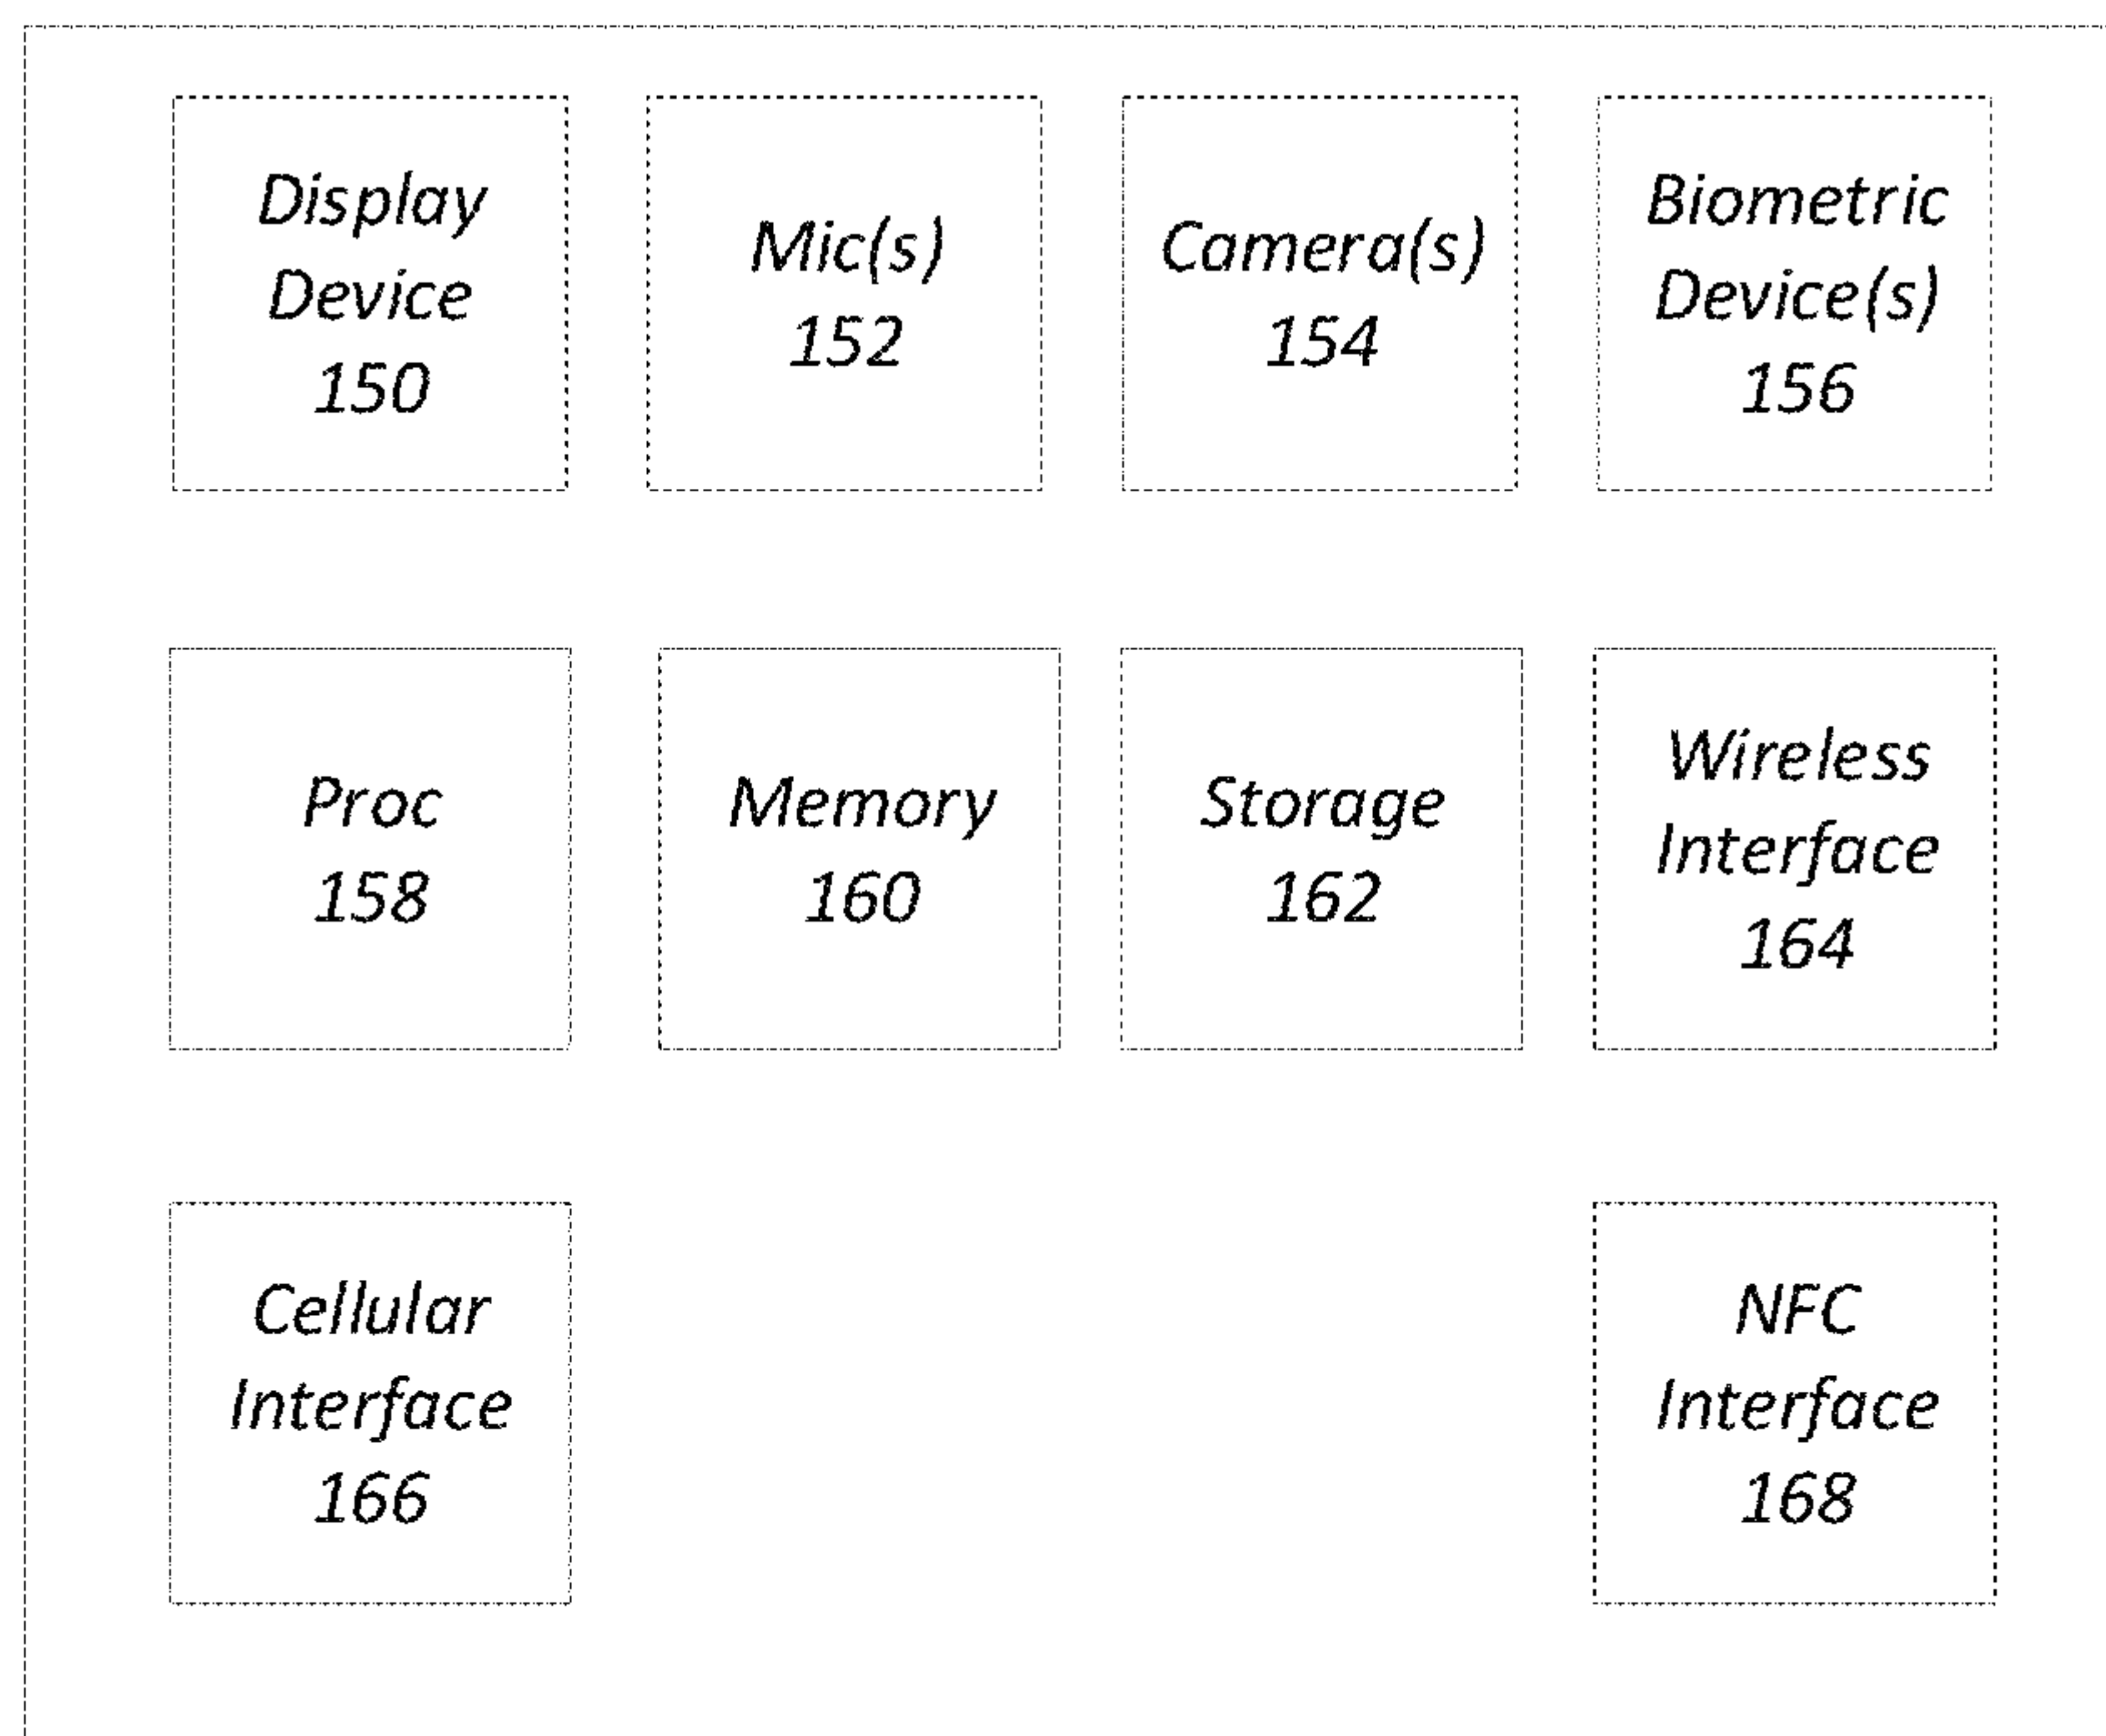 Display
Device
150
Mic(s)
152
Camera(s)
154
Biometric
Device(s)
156
Proc
158
Memory
160
Storage
162
Wireless
Interface
164
Cellular
Interface
166
NFC
Interface
168